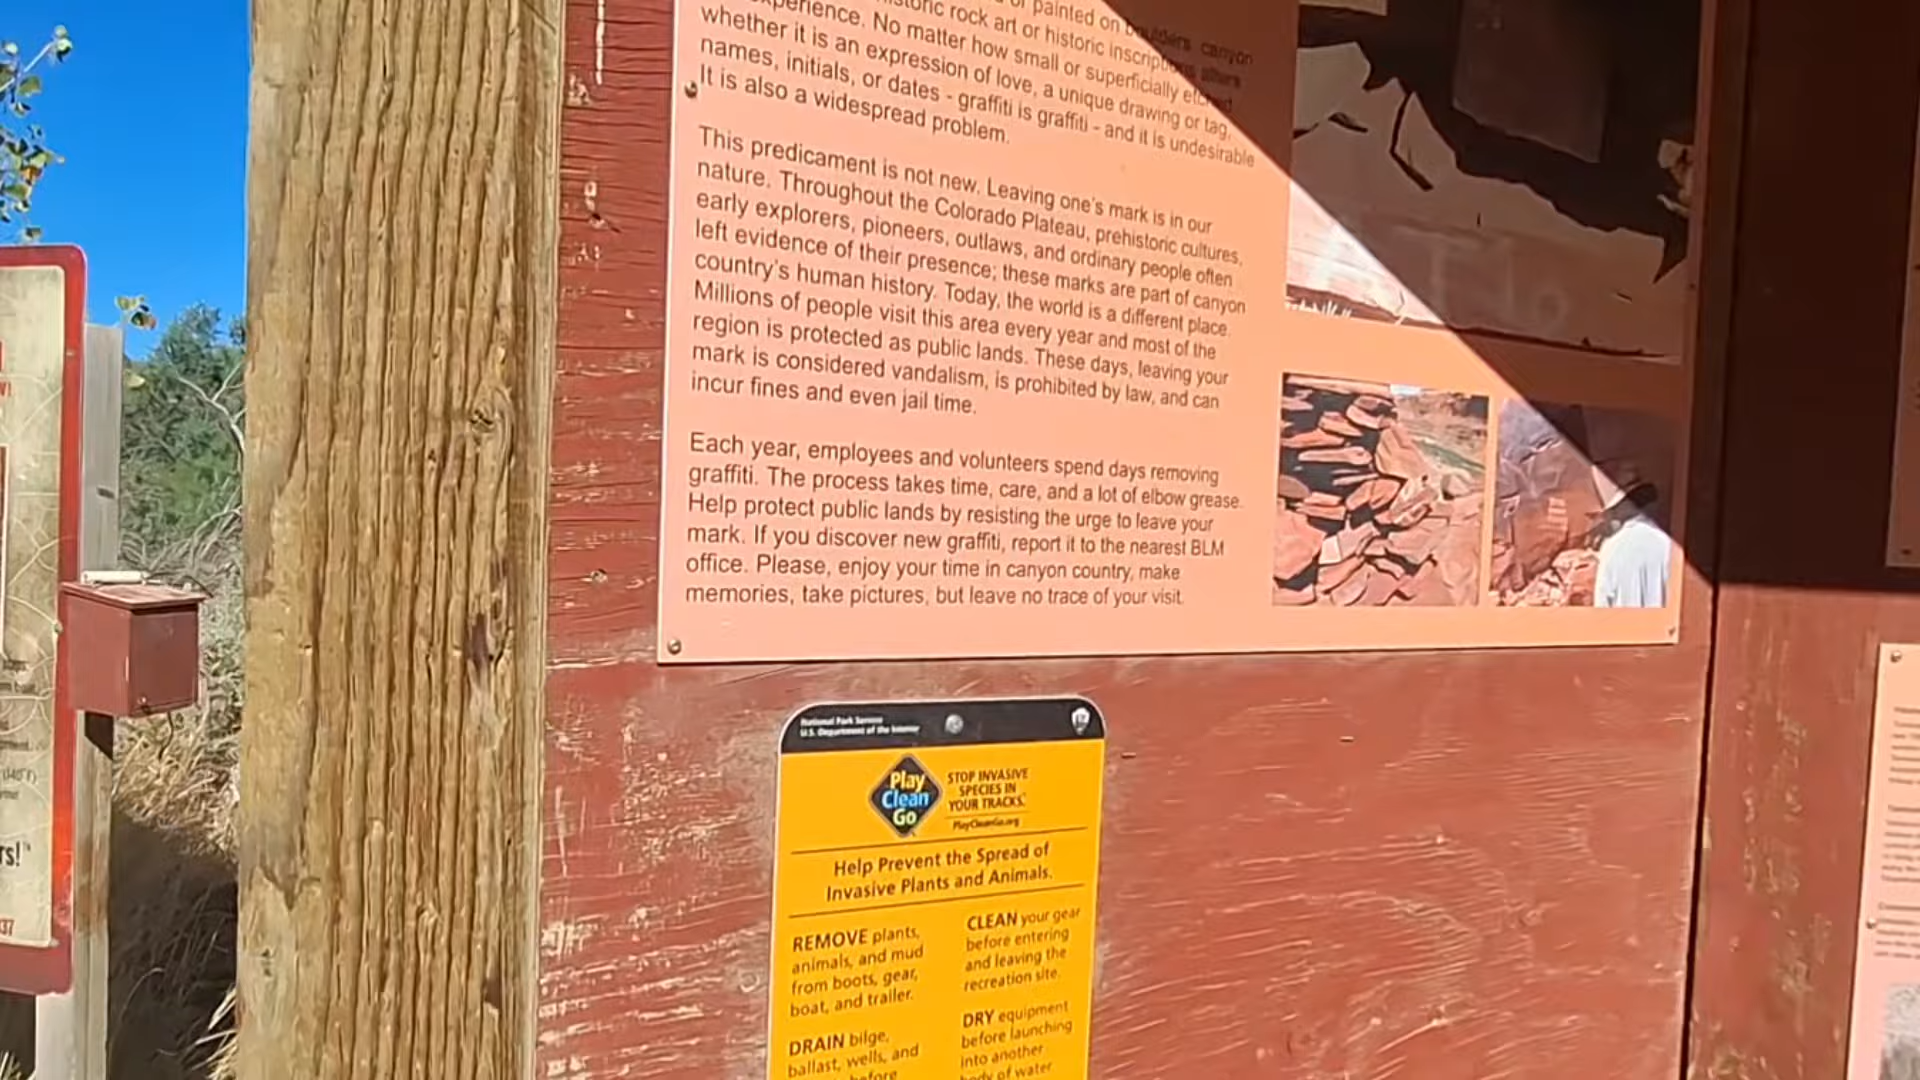 or painted on boulders canyon
rock art or historic inscriptions alters
experience. No matter how small or superficially etched
whether it is an expression of love, a unique drawing or tag,
names, initials, or dates - graffiti is graffiti - and it is undesirable
It is also a widespread problem.
This predicament is not new. Leaving one's mark is in our
nature. Throughout the Colorado Plateau, prehistoric cultures,
early explorers, pioneers, outlaws, and ordinary people often
left evidence of their presence; these marks are part of canyon
country's human history. Today, the world is a different place.
Millions of people visit this area every year and most of the
region is protected as public lands. These days, leaving your
mark is considered vandalism, is prohibited by law, and can
incur fines and even jail time.
Each year, employees and volunteers spend days removing
graffiti. The process takes time, care, and a lot of elbow grease.
Help protect public lands by resisting the urge to leave your
mark. If you discover new graffiti, report it to the nearest BLM
office. Please, enjoy your time in canyon country, make
memories, take pictures, but leave no trace of your visit.
National Park Service
U.S. Department of the Interior
Play
Clean
Go
STOP INVASIVE
SPECIES IN
YOUR TRACKS.
PlayCleanGo.org
Help Prevent the Spread of
Invasive Plants and Animals.
REMOVE plants,
animals, and mud
from boots, gear,
boat, and trailer.
CLEAN your gear
before entering
and leaving the
recreation site.
DRAIN bilge,
ballast, wells, and
before
DRY equipment
before launching
into another
body of water